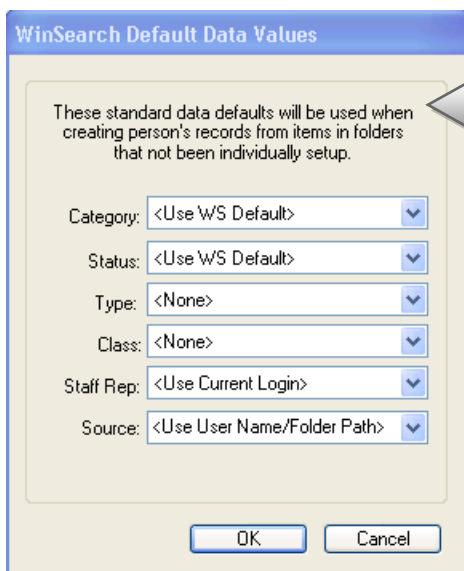 WinSearch Default Data Values
These standard data defaults will be used when
creating person's records from items in folders
that not been individually setup.
Category: <Use WS Default>
Status: <Use WS Default>
Type: <None>
Class: <None>
Staff Rep: <Use Current Login>
Source: <Use User Name/Folder Path>
OK Cancel